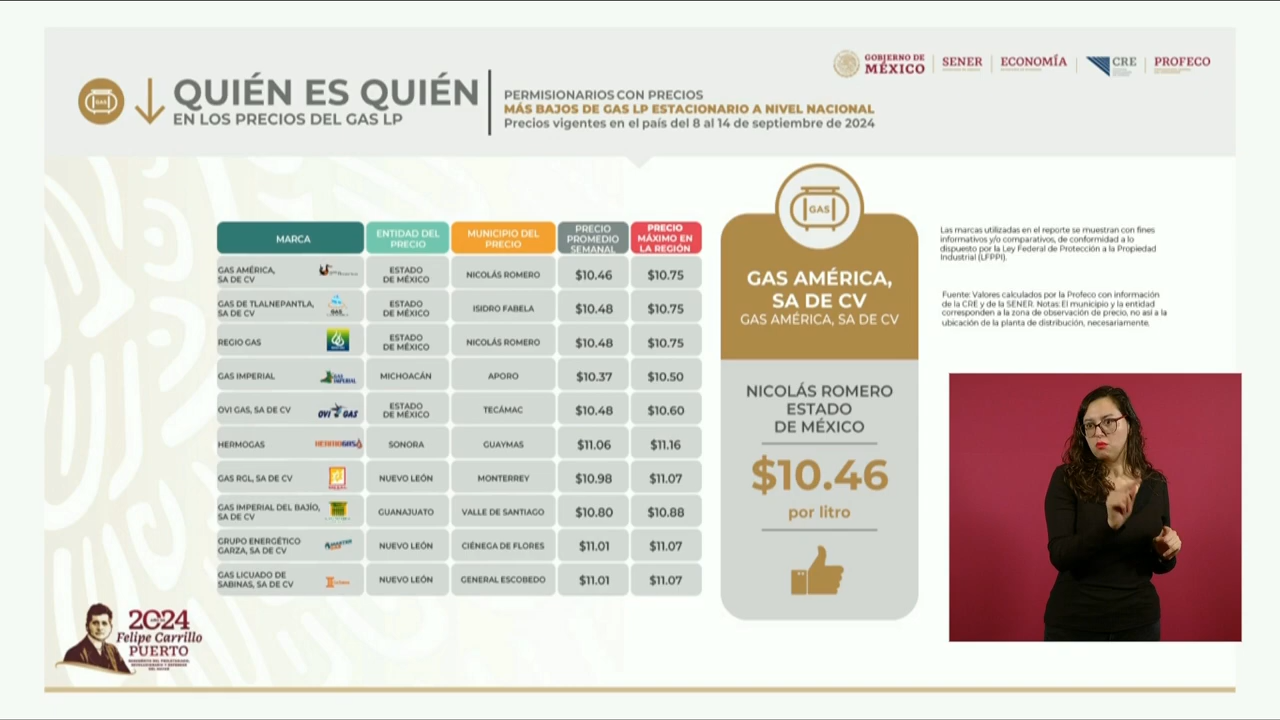 GAS
QUIÉN ES QUIÉN
EN LOS PRECIOS DEL GAS LP
PERMISIONARIOS CON PRECIOS
MÁS BAJOS DE GAS LP ESTACIONARIO A NIVEL NACIONAL
Precios vigentes en el país del 8 al 14 de septiembre de 2024
GOBIERNO DE
MÉXICO
SENER
ECONOMÍA
CRE
PROFECO
MARCA
ENTIDAD DEL
PRECIO
MUNICIPIO DEL
PRECIO
PRECIO
PROMEDIO
SEMANAL
PRECIO
MÁXIMO EN
LA REGIÓN
GAS AMÉRICA,
SA DE CV
ESTADO
DE MÉXICO
NICOLÁS ROMERO
$10.46
$10.75
GAS DE TLALNEPANTLA,
SA DE CV
GAS
ESTADO
DE MÉXICO
ISIDRO FABELA
$10.48
$10.75
REGIO GAS
ESTADO
DE MÉXICO
NICOLÁS ROMERO
$10.48
$10.75
GAS IMPERIAL
GAS
IMPERIAL
MICHOACÁN
APORO
$10.37
$10.50
OVI GAS, SA DE CV
OVI GAS
ESTADO
DE MÉXICO
TECÁMAC
$10.48
$10.60
HERMOGAS
HERMOGAS
SONORA
GUAYMAS
$11.06
$11.16
GAS RGL, SA DE CV
NUEVO LEÓN
MONTERREY
$10.98
$11.07
GAS IMPERIAL DEL BAJÍO,
SA DE CV
GUANAJUATO
VALLE DE SANTIAGO
$10.80
$10.88
GRUPO ENERGÉTICO
GARZA, SA DE CV
NUEVO LEÓN
CIÉNEGA DE FLORES
$11.01
$11.07
GAS LICUADO DE
SABINAS, SA DE CV
NUEVO LEÓN
GENERAL ESCOBEDO
$11.01
$11.07
GAS
GAS AMÉRICA,
SA DE CV
GAS AMÉRICA, SA DE CV
NICOLÁS ROMERO
ESTADO
DE MÉXICO
$10.46
por litro
Las marcas utilizadas en el reporte se muestran con fines
informativos y/o comparativos, de conformidad a lo
dispuesto por la Ley Federal de Protección a la Propiedad
Industrial (LFPPI).
Fuente: Valores calculados por la Profeco con información
de la CRE y de la SENER. Notas: El municipio y la entidad
corresponden a la zona de observación de precio, no así a la
ubicación de la planta de distribución, necesariamente.
2024
Felipe Carrillo
PUERTO